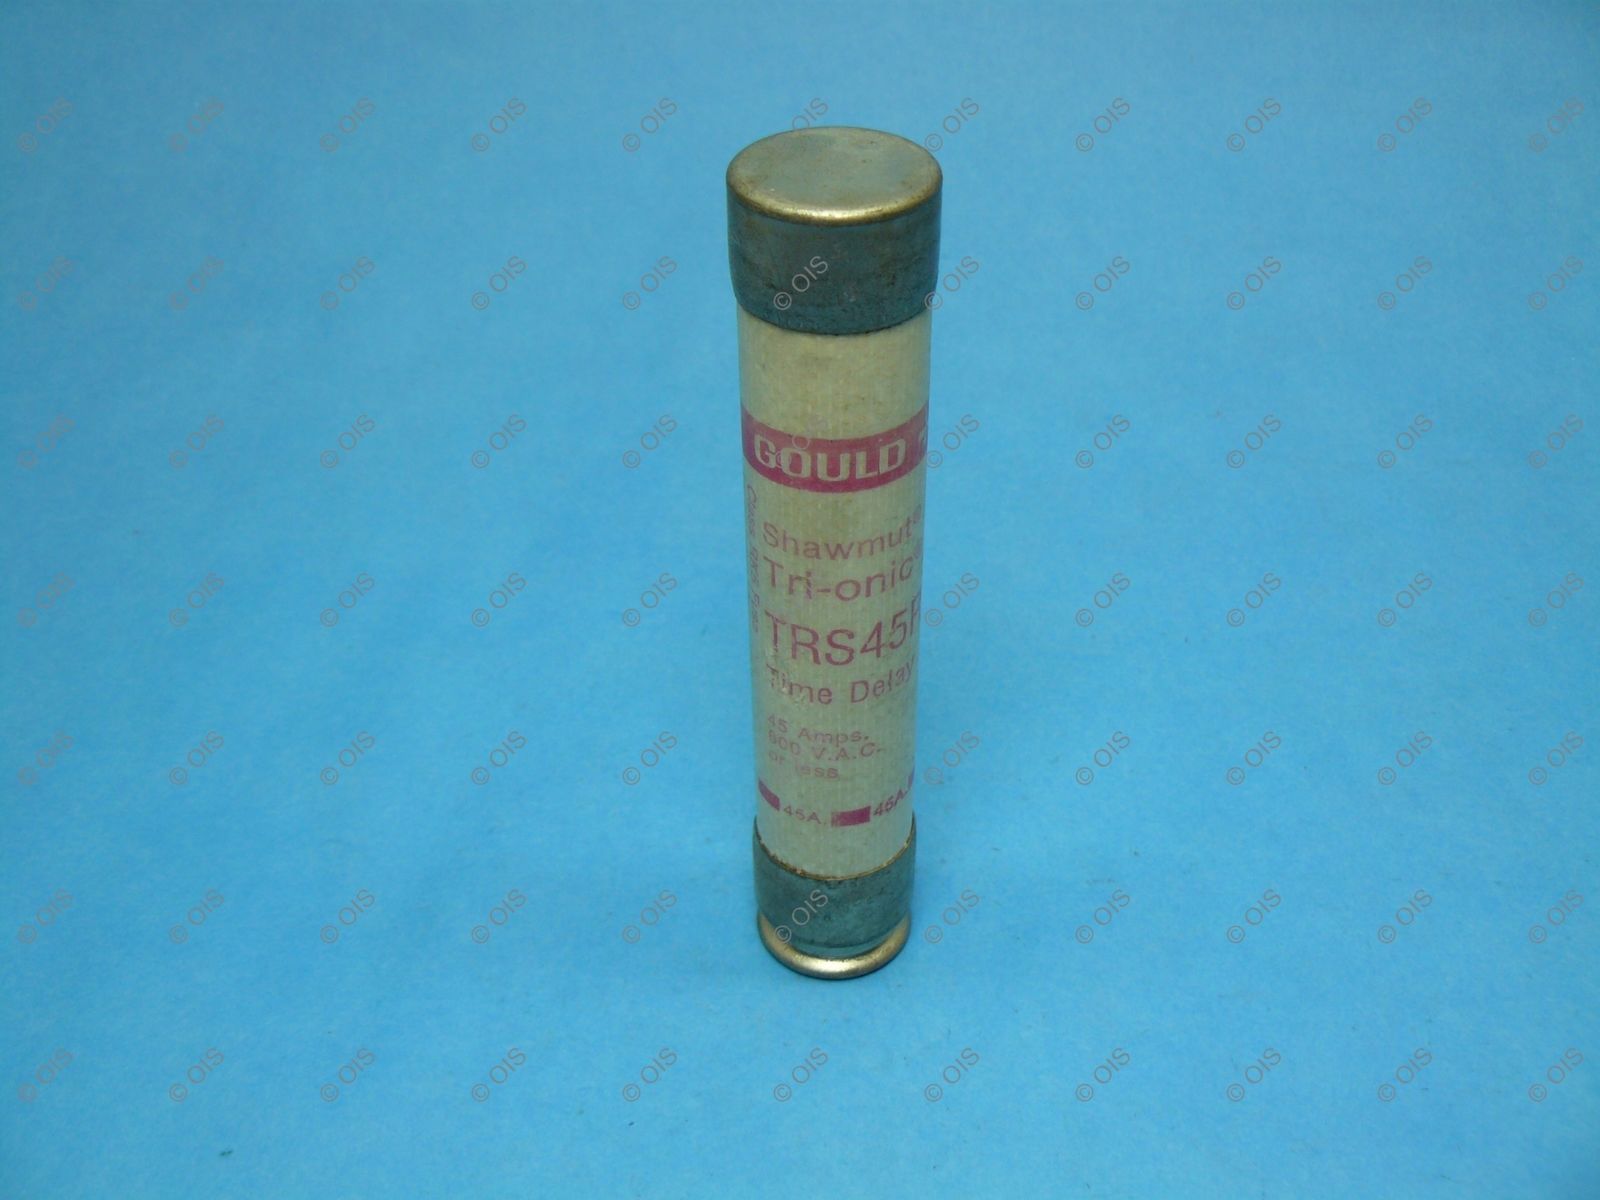 GOULD
Shawmut
Tri-onic
TRS45R
Time Delay
45 Amps.
600 V.A.C.
or less
45A. 45A.
© OIS